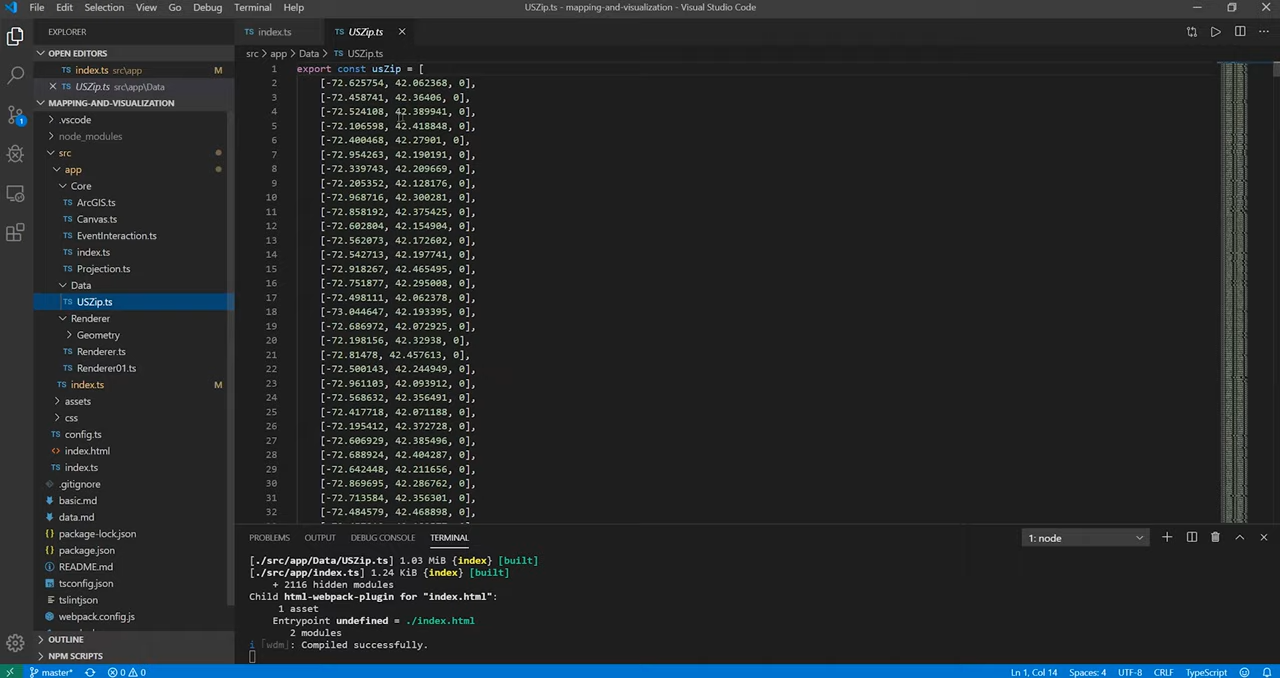 File Edit Selection View Go Debug Terminal Help
USZip.ts - mapping-and-visualization - Visual Studio Code
EXPLORER
OPEN EDITORS
TS index.ts src\app M
USZip.ts src\app\Data
MAPPING-AND-VISUALIZATION
.vscode
node_modules
src
app
Core
TS ArcGIS.ts
TS Canvas.ts
TS EventInteraction.ts
TS index.ts
TS Projection.ts
Data
TS USZip.ts
Renderer
Geometry
TS Renderer.ts
TS Renderer01.ts
TS index.ts M
assets
css
TS config.ts
<> index.html
TS index.ts
.gitignore
basic.md
data.md
{} package-lock.json
{} package.json
README.md
tsconfig.json
tslintjson
webpack.config.js
OUTLINE
NPM SCRIPTS
TS index.ts
TS USZip.ts
src > app > Data > TS USZip.ts
1 export const usZip = [
2 [-72.625754, 42.062368, 0],
3 [-72.458741, 42.36406, 0],
4 [-72.524108, 42.389941, 0],
5 [-72.106598, 42.418848, 0],
6 [-72.400468, 42.27901, 0],
7 [-72.954263, 42.190191, 0],
8 [-72.339743, 42.209669, 0],
9 [-72.205352, 42.128176, 0],
10 [-72.968716, 42.300281, 0],
11 [-72.858192, 42.375425, 0],
12 [-72.602804, 42.154904, 0],
13 [-72.562073, 42.172602, 0],
14 [-72.542713, 42.197741, 0],
15 [-72.918267, 42.465495, 0],
16 [-72.751877, 42.295008, 0],
17 [-72.498111, 42.062378, 0],
18 [-73.044647, 42.193395, 0],
19 [-72.686972, 42.072925, 0],
20 [-72.198156, 42.32938, 0],
21 [-72.81478, 42.457613, 0],
22 [-72.500143, 42.244949, 0],
23 [-72.961103, 42.093912, 0],
24 [-72.568632, 42.356491, 0],
25 [-72.417718, 42.071188, 0],
26 [-72.195412, 42.372728, 0],
27 [-72.606929, 42.385496, 0],
28 [-72.688924, 42.404287, 0],
29 [-72.642448, 42.211656, 0],
30 [-72.869695, 42.286762, 0],
31 [-72.713584, 42.356301, 0],
32 [-72.484579, 42.468898, 0],
PROBLEMS OUTPUT DEBUG CONSOLE TERMINAL
1: node
[./src/app/Data/USZip.ts] 1.03 MiB {index} [built]
[./src/app/index.ts] 1.24 KiB {index} [built]
+ 2116 hidden modules
Child html-webpack-plugin for "index.html":
1 asset
Entrypoint undefined = ./index.html
2 modules
i ｢wdm｣: Compiled successfully.
master* 0 0
Ln 1, Col 14 Spaces: 4 UTF-8 CRLF TypeScript